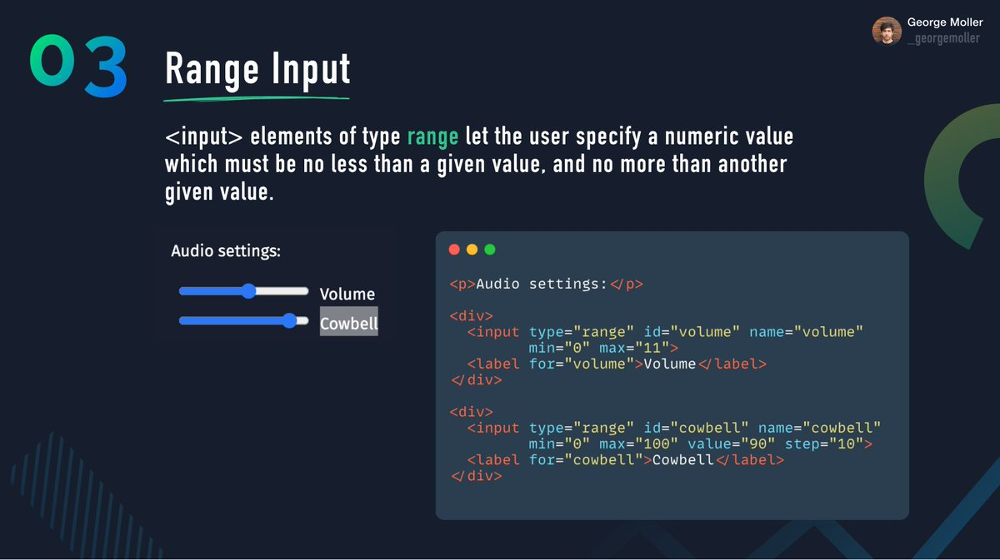 George Moller
_georgemoller
03
Range Input
<input> elements of type range let the user specify a numeric value
which must be no less than a given value, and no more than another
given value.
Audio settings:
Volume
Cowbell
<p>Audio settings:</p>
<div>
<input type="range" id="volume" name="volume"
min="0" max="11">
<label for="volume">Volume</label>
</div>
<div>
<input type="range" id="cowbell" name="cowbell"
min="0" max="100" value="90" step="10">
<label for="cowbell">Cowbell</label>
</div>